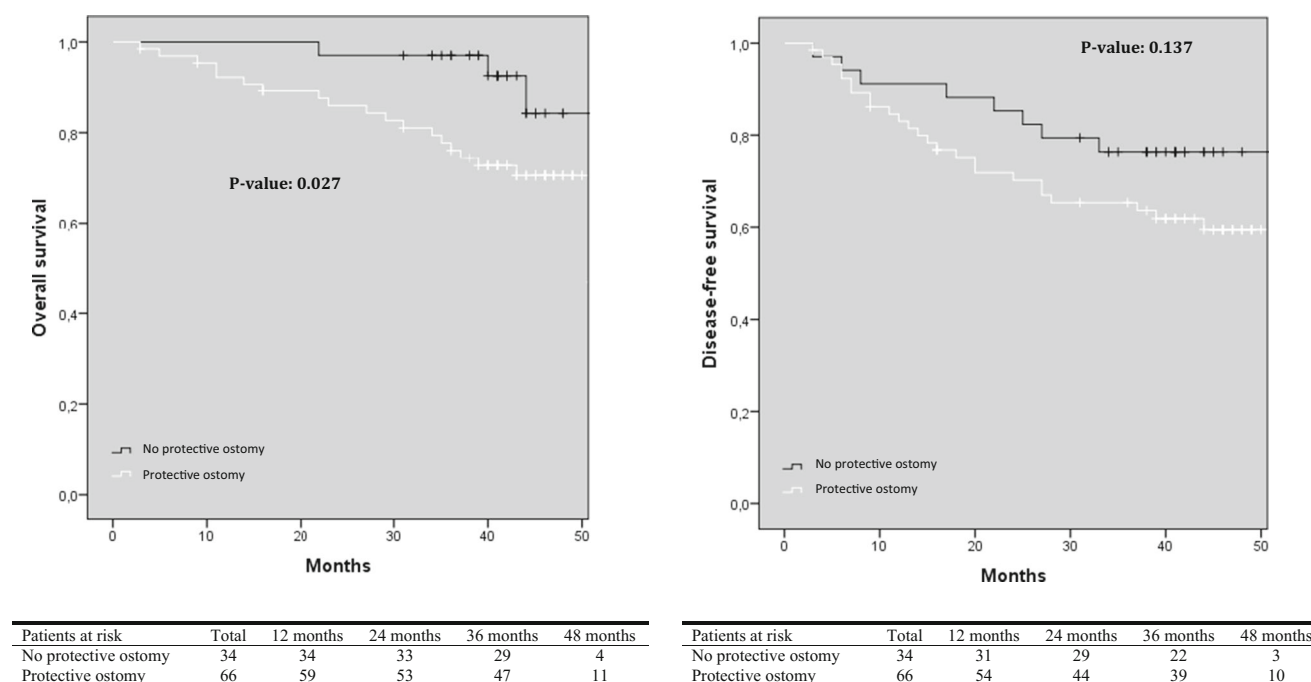 1,0
0,8
0,6
0,4
0,2
0,0
Overall survival
P-value: 0.027
No protective ostomy
Protective ostomy
0 10 20 30 40 50
Months
Patients at risk Total 12 months 24 months 36 months 48 months
No protective ostomy 34 34 33 29 4
Protective ostomy 66 59 53 47 11
1,0
0,8
0,6
0,4
0,2
0,0
Disease-free survival
P-value: 0.137
No protective ostomy
Protective ostomy
0 10 20 30 40 50
Months
Patients at risk Total 12 months 24 months 36 months 48 months
No protective ostomy 34 31 29 22 3
Protective ostomy 66 54 44 39 10